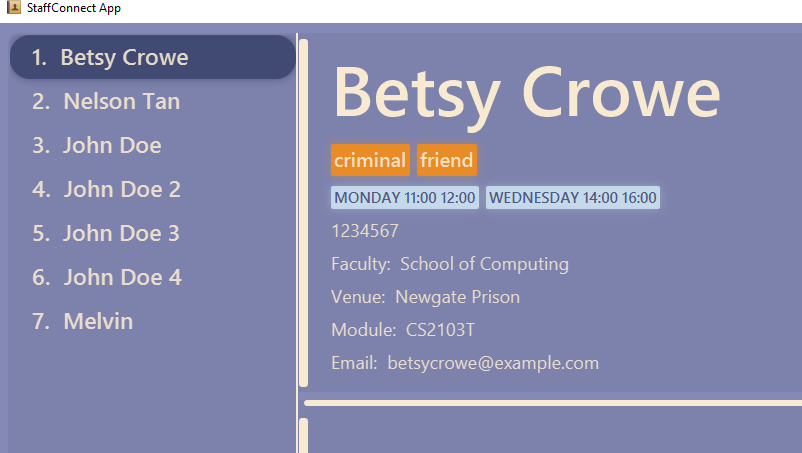 StaffConnect App
1. Betsy Crowe
2. Nelson Tan
3. John Doe
4. John Doe 2
5. John Doe 3
6. John Doe 4
7. Melvin
Betsy Crowe
criminal friend
MONDAY 11:00 12:00 WEDNESDAY 14:00 16:00
1234567
Faculty: School of Computing
Venue: Newgate Prison
Module: CS2103T
Email: betsycrowe@example.com